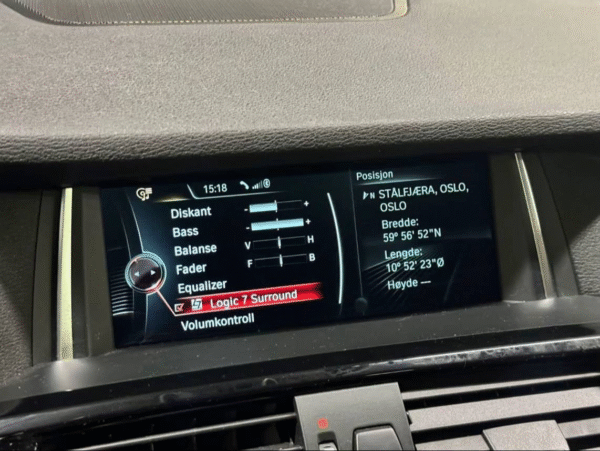 15:18
Diskant - +
Bass - +
Balanse V H
Fader F B
Equalizer
Logic 7 Surround
Volumkontroll
Posisjon
N STÅLFJÆRA, OSLO,
OSLO
Bredde:
59° 56' 52"N
Lengde:
10° 52' 23"Ø
Høyde ---